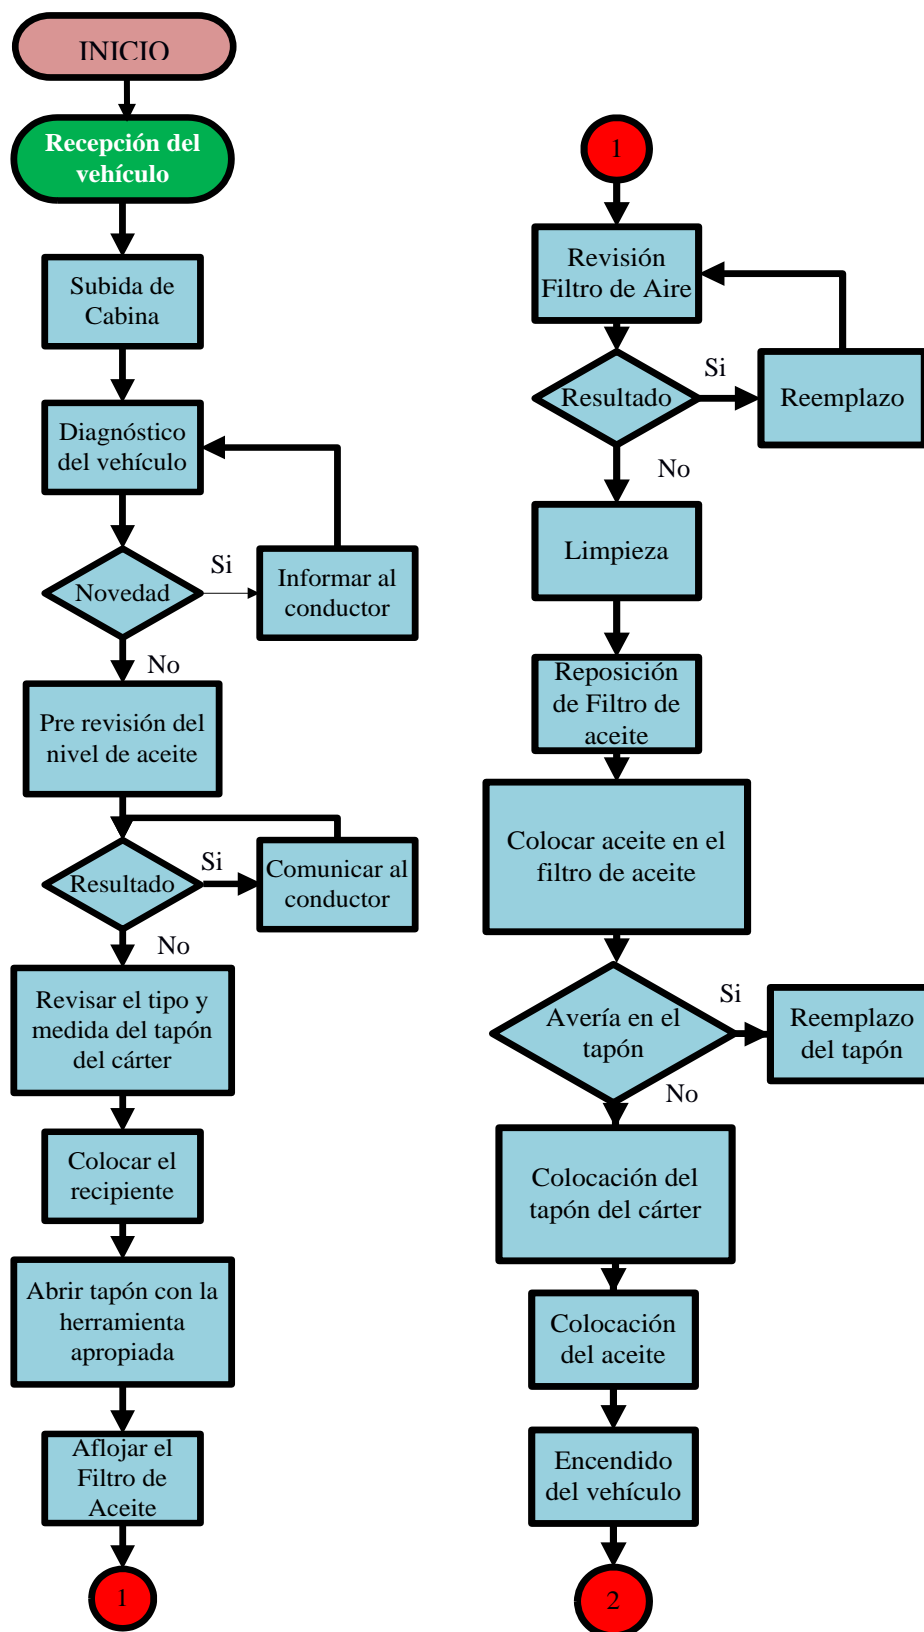 INICIO
Recepción del
vehículo
Subida de
Cabina
Diagnóstico
del vehículo
Novedad
Si
Informar al
conductor
No
Pre revisión del
nivel de aceite
Resultado
Si
Comunicar al
conductor
No
Revisar el tipo y
medida del tapón
del cárter
Colocar el
recipiente
Abrir tapón con la
herramienta
apropiada
Aflojar el
Filtro de
Aceite
1
1
Revisión
Filtro de Aire
Resultado
Si
Reemplazo
No
Limpieza
Reposición
de Filtro de
aceite
Colocar aceite en el
filtro de aceite
Avería en el
tapón
Si
Reemplazo
del tapón
No
Colocación del
tapón del cárter
Colocación
del aceite
Encendido
del vehículo
2